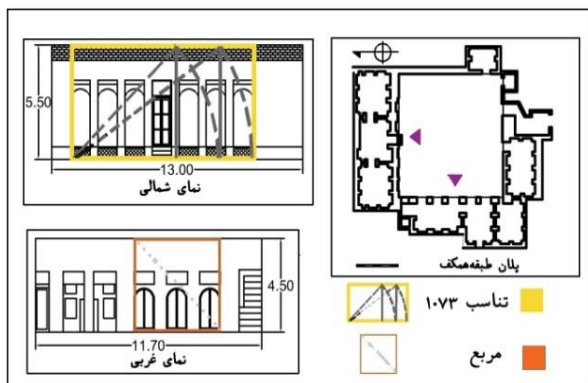 5.50
13.00
نمای شمالی
4.50
11.70
نمای غربی
پلان طبقه‌همکف
تناسب ۱۰۷۳
مربع